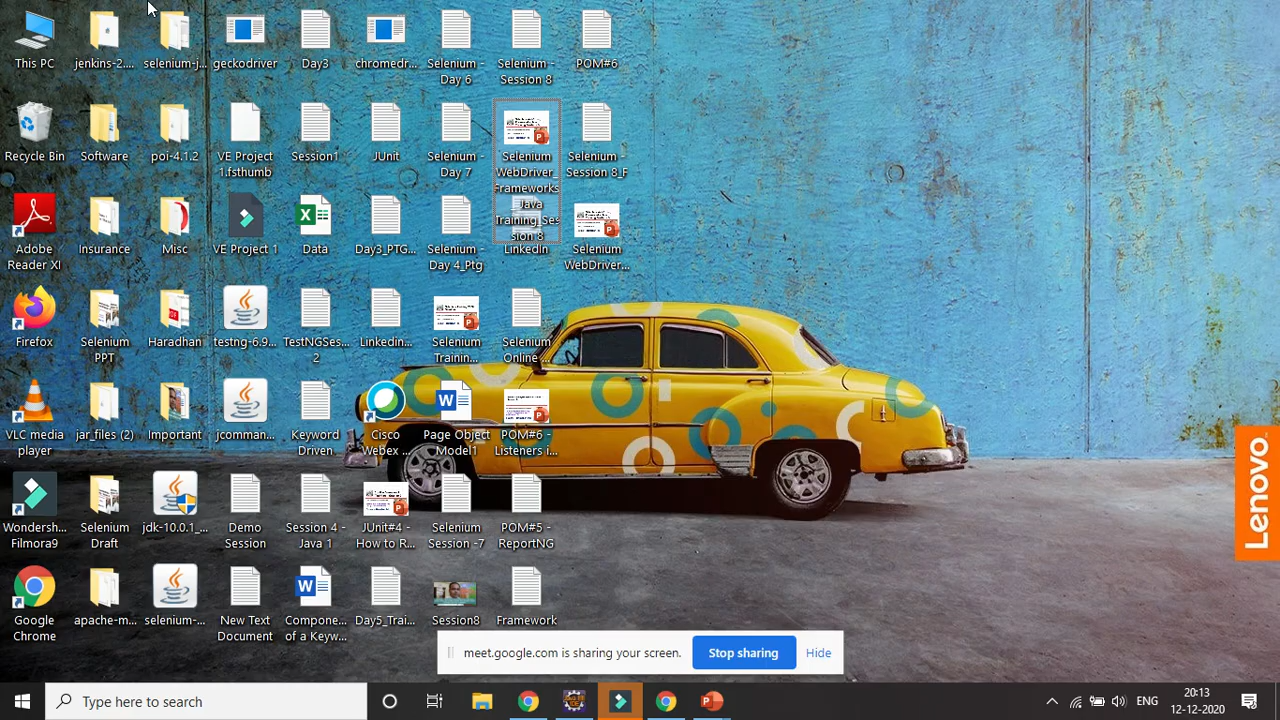 This PC
jenkins-2....
selenium-j...
geckodriver
Day3
chromedr...
Selenium -
Day 6
Selenium -
Session 8
POM#6
Recycle Bin
Software
poi-4.1.2
VE Project
1.fsthumb
Session1
JUnit
Selenium -
Day 7
Selenium
WebDriver_
Frameworks
_Java
Training_Ses
sion 8
Selenium -
Session 8_F
Adobe
Reader XI
Insurance
Misc
VE Project 1
Data
Day3_PTG...
Selenium -
Day 4_Ptg
LinkedIn
Selenium
WebDriver...
Firefox
Selenium
PPT
Haradhan
testng-6.9...
TestNGSes...
2
Linkedin...
Selenium
Trainin...
Selenium
Online ...
VLC media
player
jar_files (2)
Important
jcomman...
Keyword
Driven
Cisco
Webex ...
Page Object
Model1
POM#6 -
Listeners i...
Wondersh...
Filmora9
Selenium
Draft
jdk-10.0.1_...
Demo
Session
Session 4 -
Java 1
JUnit#4 -
How to R...
Selenium
Session -7
POM#5 -
ReportNG
Google
Chrome
apache-m...
selenium-...
New Text
Document
Compone...
of a Keyw...
Day5_Trai...
Session8
Framework
Lenovo
meet.google.com is sharing your screen.
Stop sharing
Hide
Type here to search
ENG
20:13
12-12-2020